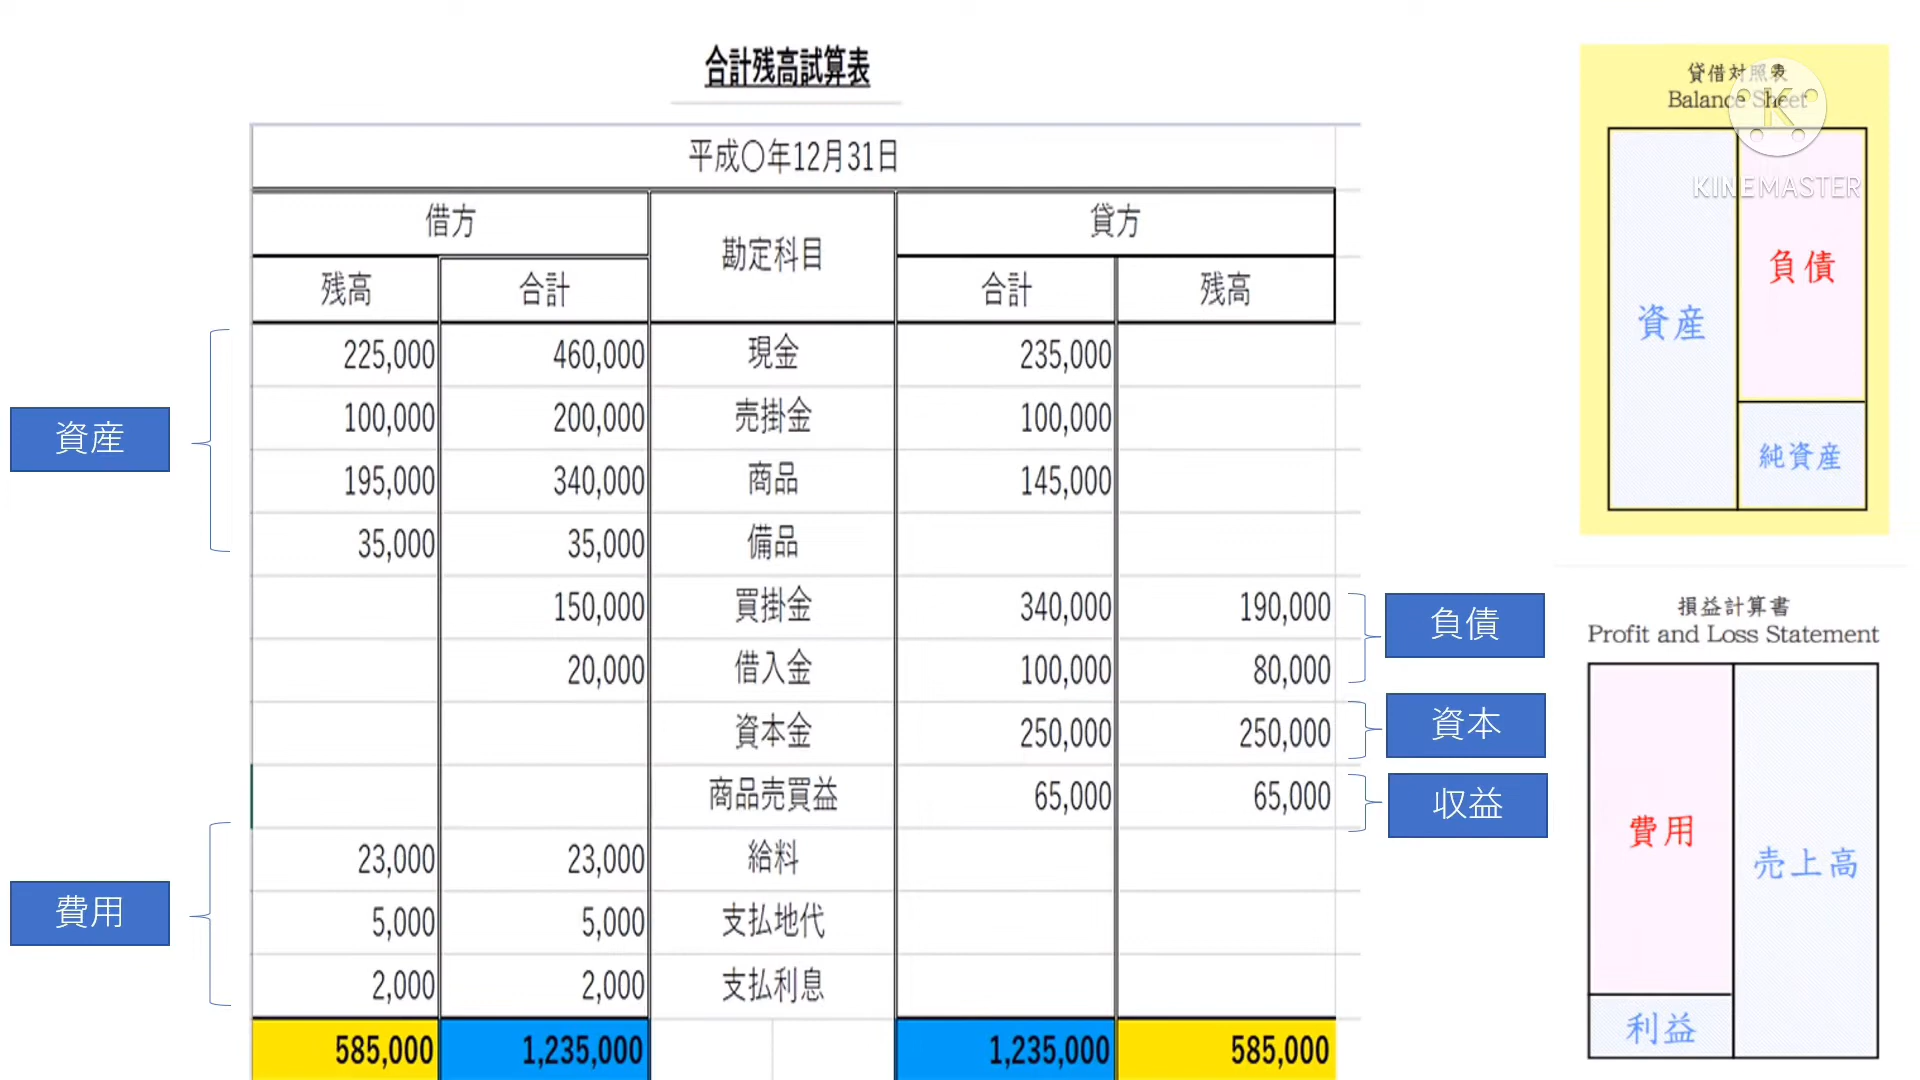 合計残高試算表
平成〇年12月31日
借方 勘定科目 貸方
残高 合計 合計 残高
225,000 460,000 現金 235,000
100,000 200,000 売掛金 100,000
195,000 340,000 商品 145,000
35,000 35,000 備品
150,000 買掛金 340,000 190,000
20,000 借入金 100,000 80,000
資本金 250,000 250,000
商品売買益 65,000 65,000
23,000 23,000 給料
5,000 5,000 支払地代
2,000 2,000 支払利息
585,000 1,235,000 1,235,000 585,000
資産
費用
負債
資本
収益
貸借対照表
Balance Sheet
K
KINEMASTER
資産
負債
純資産
損益計算書
Profit and Loss Statement
費用
売上高
利益